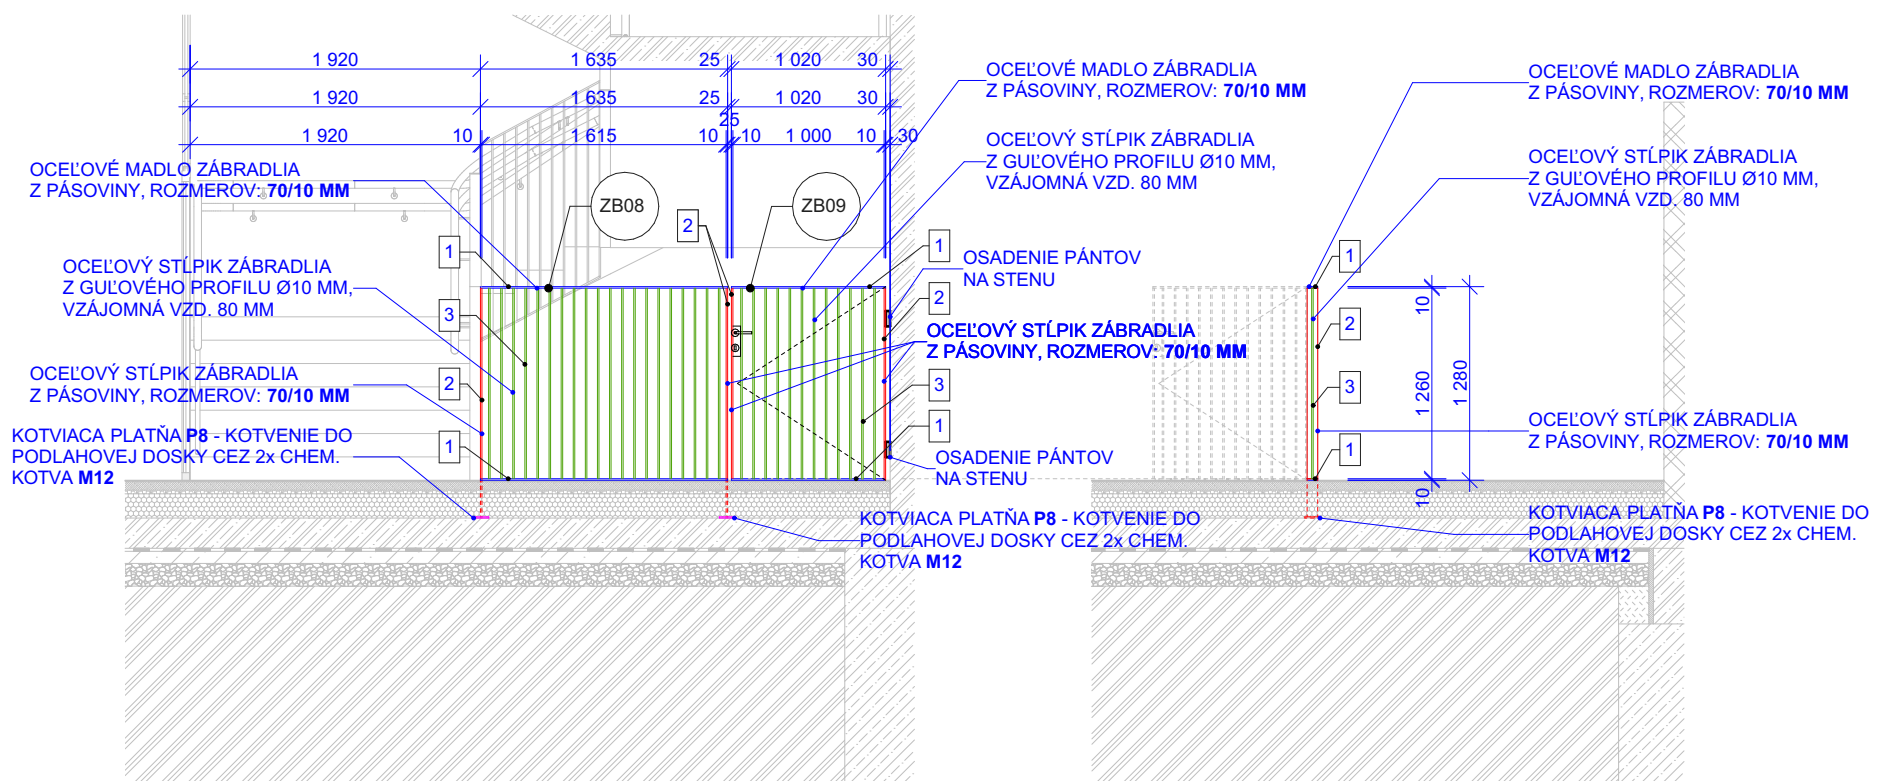 1 920 1 635 25 1 020 30
1 920 1 635 25 1 020 30
25
1 920 10 1 615 10 10 1 000 10 30
OCEĽOVÉ MADLO ZÁBRADLIA
Z PÁSOVINY, ROZMEROV: 70/10 MM
OCEĽOVÝ STĹPIK ZÁBRADLIA
Z GUĽOVÉHO PROFILU Ø10 MM,
VZÁJOMNÁ VZD. 80 MM
OCEĽOVÝ STĹPIK ZÁBRADLIA
Z PÁSOVINY, ROZMEROV: 70/10 MM
KOTVIACA PLATŇA P8 - KOTVENIE DO
PODLAHOVEJ DOSKY CEZ 2x CHEM.
KOTVA M12
1
3
2
1
ZB08
2
ZB09
OCEĽOVÉ MADLO ZÁBRADLIA
Z PÁSOVINY, ROZMEROV: 70/10 MM
OCEĽOVÝ STĹPIK ZÁBRADLIA
Z GUĽOVÉHO PROFILU Ø10 MM,
VZÁJOMNÁ VZD. 80 MM
1
OSADENIE PÁNTOV
NA STENU
2
OCEĽOVÝ STĹPIK ZÁBRADLIA
Z PÁSOVINY, ROZMEROV: 70/10 MM
3
1
OSADENIE PÁNTOV
NA STENU
KOTVIACA PLATŇA P8 - KOTVENIE DO
PODLAHOVEJ DOSKY CEZ 2x CHEM.
KOTVA M12
OCEĽOVÉ MADLO ZÁBRADLIA
Z PÁSOVINY, ROZMEROV: 70/10 MM
OCEĽOVÝ STĹPIK ZÁBRADLIA
Z GUĽOVÉHO PROFILU Ø10 MM,
VZÁJOMNÁ VZD. 80 MM
1
2
3
1
10
1 260
10
1 280
OCEĽOVÝ STĹPIK ZÁBRADLIA
Z PÁSOVINY, ROZMEROV: 70/10 MM
KOTVIACA PLATŇA P8 - KOTVENIE DO
PODLAHOVEJ DOSKY CEZ 2x CHEM.
KOTVA M12